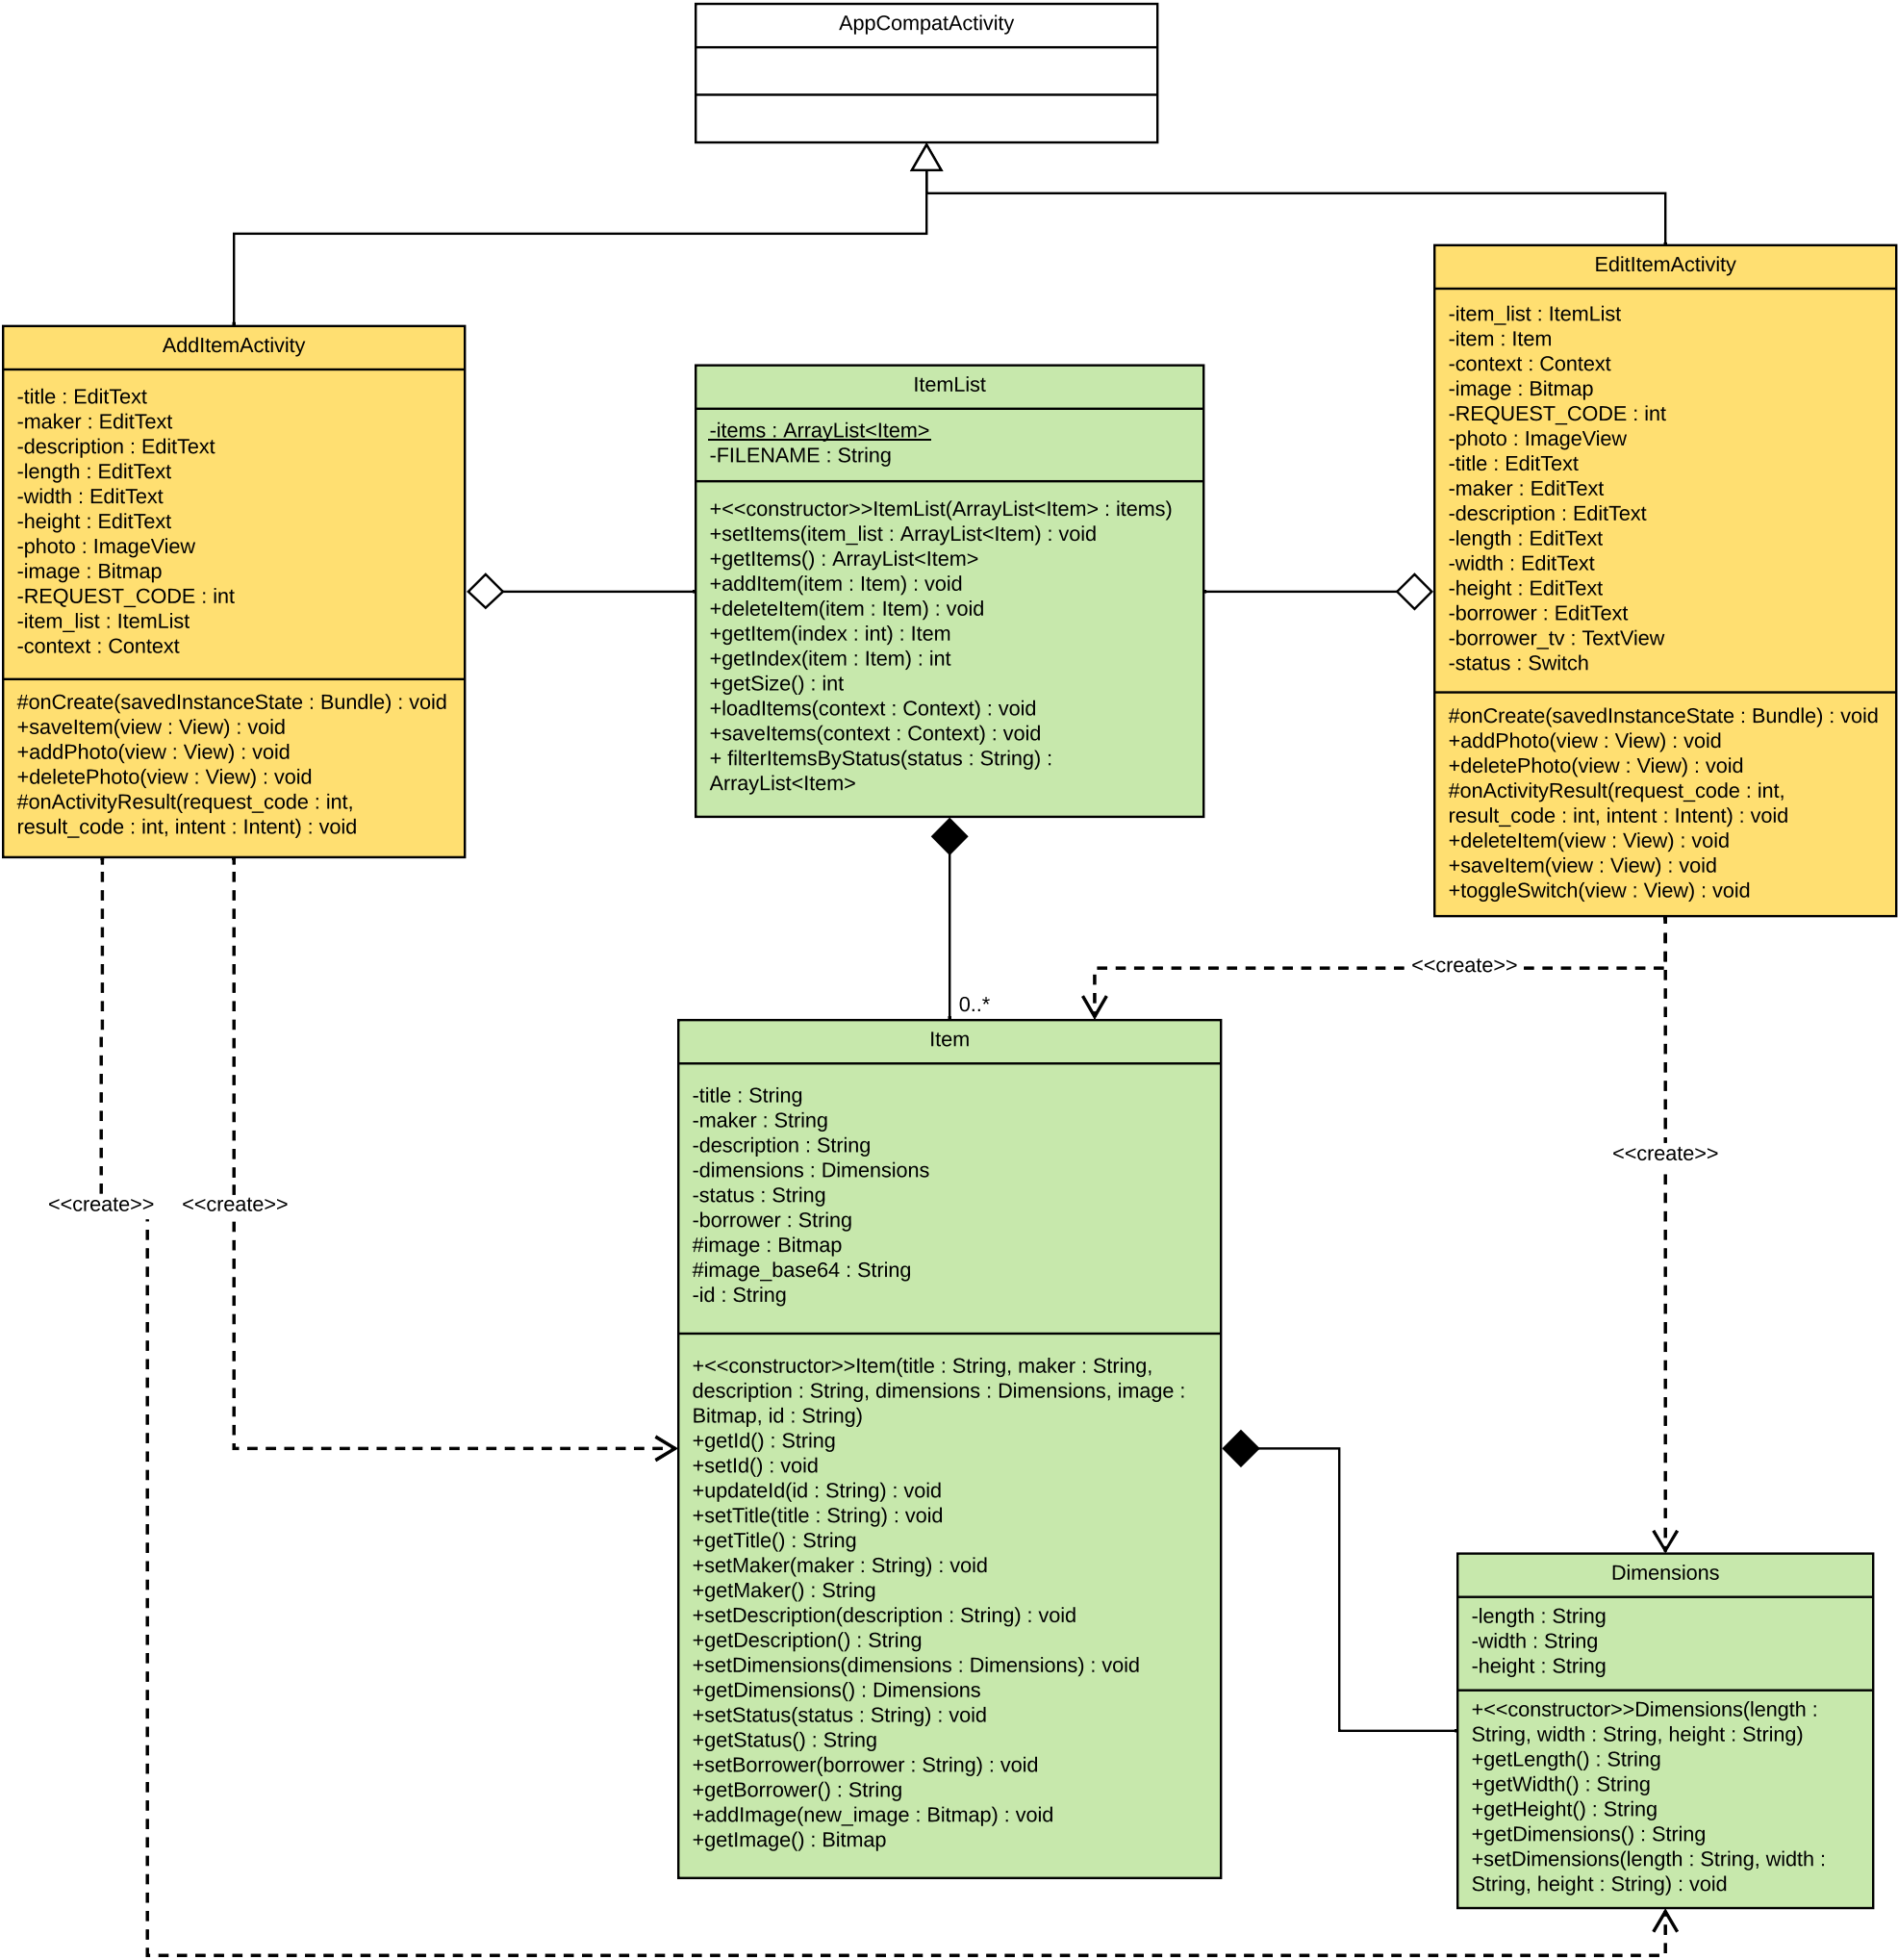 AppCompatActivity
AddItemActivity
-title : EditText
-maker : EditText
-description : EditText
-length : EditText
-width : EditText
-height : EditText
-photo : ImageView
-image : Bitmap
-REQUEST_CODE : int
-item_list : ItemList
-context : Context
#onCreate(savedInstanceState : Bundle) : void
+saveItem(view : View) : void
+addPhoto(view : View) : void
+deletePhoto(view : View) : void
#onActivityResult(request_code : int,
result_code : int, intent : Intent) : void
ItemList
-items : ArrayList<Item>
-FILENAME : String
+<<constructor>>ItemList(ArrayList<Item> : items)
+setItems(item_list : ArrayList<Item) : void
+getItems() : ArrayList<Item>
+addItem(item : Item) : void
+deleteItem(item : Item) : void
+getItem(index : int) : Item
+getIndex(item : Item) : int
+getSize() : int
+loadItems(context : Context) : void
+saveItems(context : Context) : void
+ filterItemsByStatus(status : String) :
ArrayList<Item>
EditItemActivity
-item_list : ItemList
-item : Item
-context : Context
-image : Bitmap
-REQUEST_CODE : int
-photo : ImageView
-title : EditText
-maker : EditText
-description : EditText
-length : EditText
-width : EditText
-height : EditText
-borrower : EditText
-borrower_tv : TextView
-status : Switch
#onCreate(savedInstanceState : Bundle) : void
+addPhoto(view : View) : void
+deletePhoto(view : View) : void
#onActivityResult(request_code : int,
result_code : int, intent : Intent) : void
+deleteItem(view : View) : void
+saveItem(view : View) : void
+toggleSwitch(view : View) : void
<<create>>
0..*
<<create>>
<<create>>
<<create>>
Item
-title : String
-maker : String
-description : String
-dimensions : Dimensions
-status : String
-borrower : String
#image : Bitmap
#image_base64 : String
-id : String
+<<constructor>>Item(title : String, maker : String,
description : String, dimensions : Dimensions, image :
Bitmap, id : String)
+getId() : String
+setId() : void
+updateId(id : String) : void
+setTitle(title : String) : void
+getTitle() : String
+setMaker(maker : String) : void
+getMaker() : String
+setDescription(description : String) : void
+getDescription() : String
+setDimensions(dimensions : Dimensions) : void
+getDimensions() : Dimensions
+setStatus(status : String) : void
+getStatus() : String
+setBorrower(borrower : String) : void
+getBorrower() : String
+addImage(new_image : Bitmap) : void
+getImage() : Bitmap
Dimensions
-length : String
-width : String
-height : String
+<<constructor>>Dimensions(length :
String, width : String, height : String)
+getLength() : String
+getWidth() : String
+getHeight() : String
+getDimensions() : String
+setDimensions(length : String, width :
String, height : String) : void